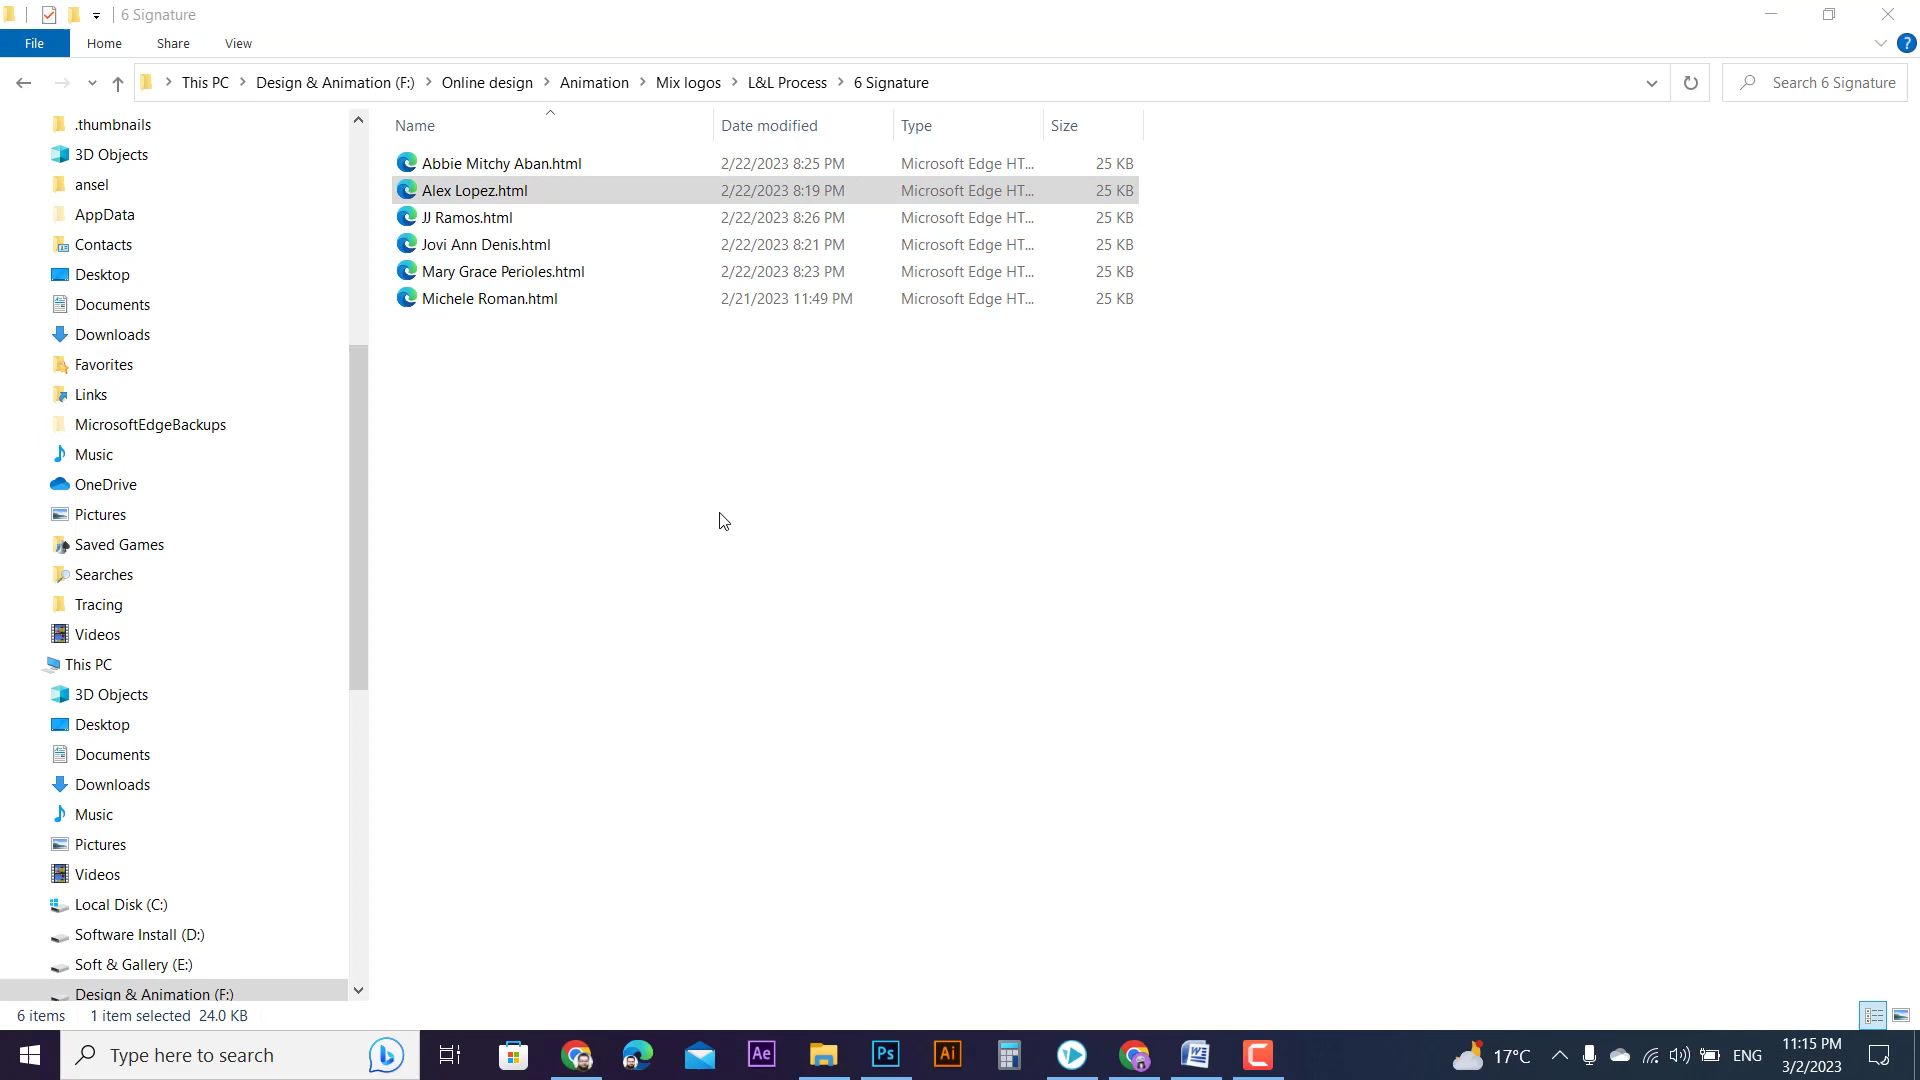 6 Signature
File Home Share View
This PC Design & Animation (F:) Online design Animation Mix logos L&L Process 6 Signature
Search 6 Signature
Name Date modified Type Size
Abbie Mitchy Aban.html 2/22/2023 8:25 PM Microsoft Edge HT... 25 KB
Alex Lopez.html 2/22/2023 8:19 PM Microsoft Edge HT... 25 KB
JJ Ramos.html 2/22/2023 8:26 PM Microsoft Edge HT... 25 KB
Jovi Ann Denis.html 2/22/2023 8:21 PM Microsoft Edge HT... 25 KB
Mary Grace Perioles.html 2/22/2023 8:23 PM Microsoft Edge HT... 25 KB
Michele Roman.html 2/21/2023 11:49 PM Microsoft Edge HT... 25 KB
.thumbnails
3D Objects
ansel
AppData
Contacts
Desktop
Documents
Downloads
Favorites
Links
MicrosoftEdgeBackups
Music
OneDrive
Pictures
Saved Games
Searches
Tracing
Videos
This PC
3D Objects
Desktop
Documents
Downloads
Music
Pictures
Videos
Local Disk (C:)
Software Install (D:)
Soft & Gallery (E:)
Design & Animation (F:)
6 items 1 item selected 24.0 KB
Type here to search
Ae Ps Ai
17°C ENG
11:15 PM
3/2/2023